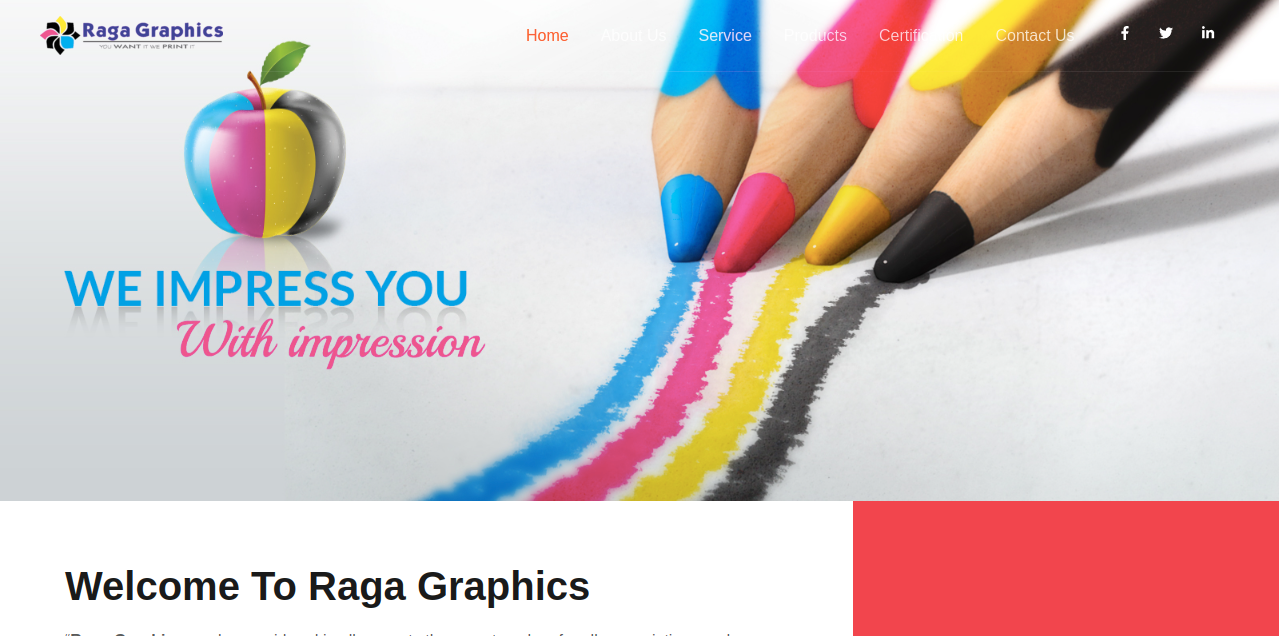 Raga Graphics
YOU WANT IT WE PRINT IT
Home About Us Service Products Certification Contact Us
WE IMPRESS YOU
With impression
Welcome To Raga Graphics